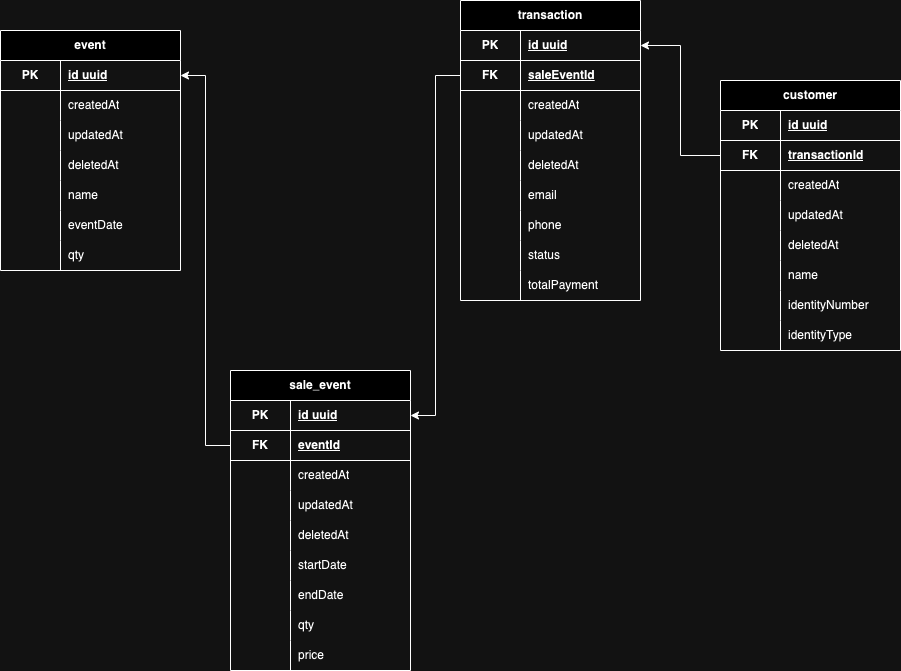 event
PK id uuid
createdAt
updatedAt
deletedAt
name
eventDate
qty
transaction
PK id uuid
FK saleEventId
createdAt
updatedAt
deletedAt
email
phone
status
totalPayment
customer
PK id uuid
FK transactionId
createdAt
updatedAt
deletedAt
name
identityNumber
identityType
sale_event
PK id uuid
FK eventId
createdAt
updatedAt
deletedAt
startDate
endDate
qty
price